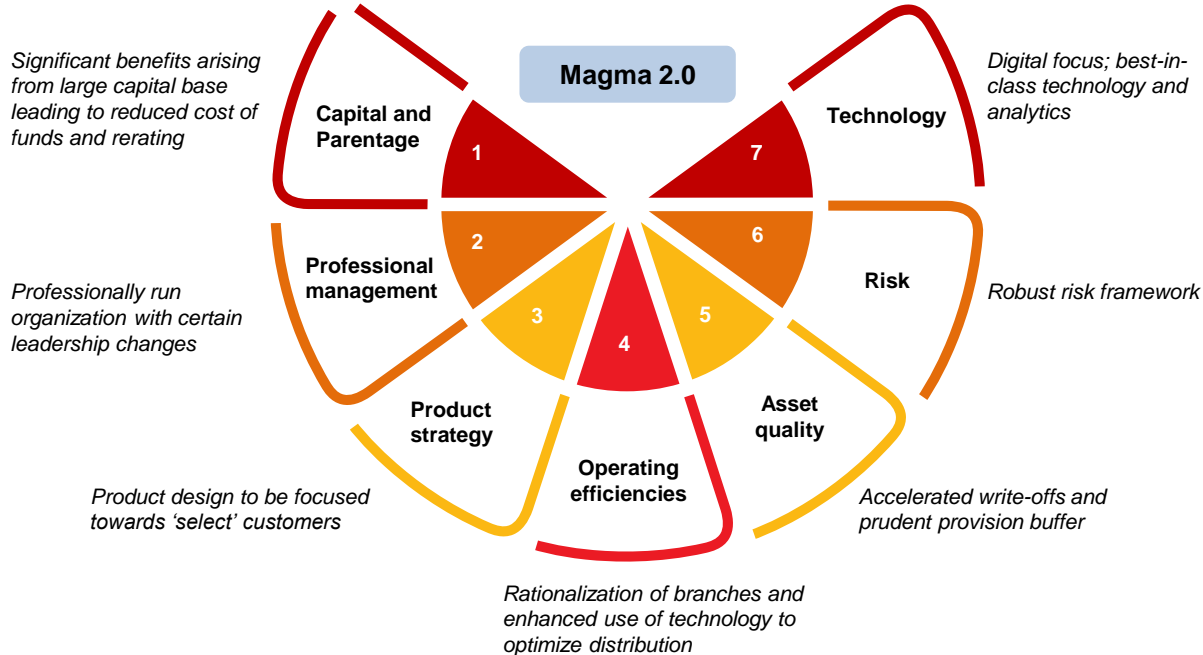 Magma 2.0
Significant benefits arising
from large capital base
leading to reduced cost of
funds and rerating
Capital and
Parentage
1
Professionally run
organization with certain
leadership changes
Professional
management
2
Product design to be focused
towards ‘select’ customers
Product
strategy
3
Rationalization of branches and
enhanced use of technology to
optimize distribution
Operating
efficiencies
4
Accelerated write-offs and
prudent provision buffer
Asset
quality
5
Robust risk framework
Risk
6
Digital focus; best-in-
class technology and
analytics
Technology
7